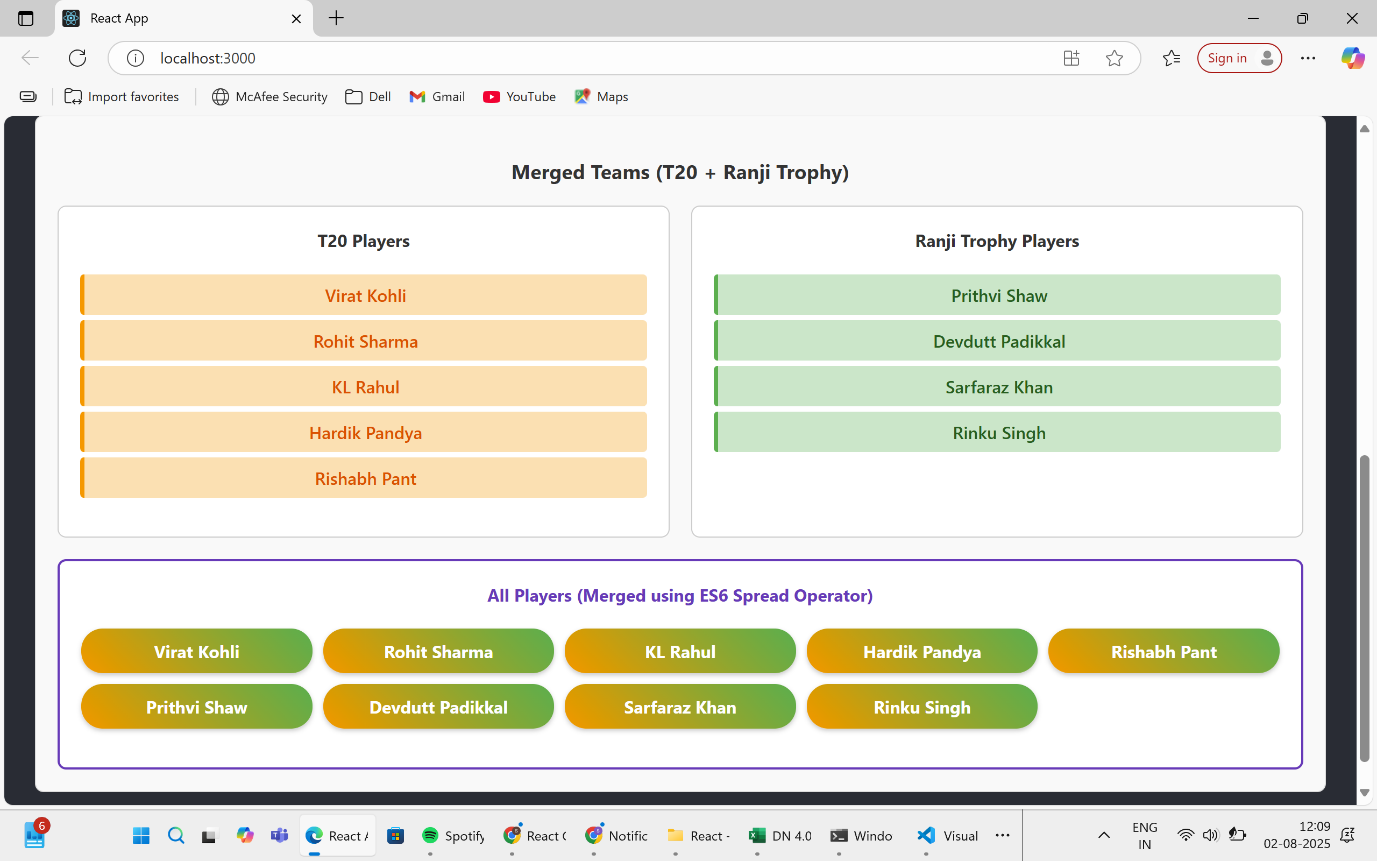 React App
localhost:3000
Sign in
Import favorites
McAfee Security
Dell
Gmail
YouTube
Maps
Merged Teams (T20 + Ranji Trophy)
T20 Players
Virat Kohli
Rohit Sharma
KL Rahul
Hardik Pandya
Rishabh Pant
Ranji Trophy Players
Prithvi Shaw
Devdutt Padikkal
Sarfaraz Khan
Rinku Singh
All Players (Merged using ES6 Spread Operator)
Virat Kohli Rohit Sharma KL Rahul Hardik Pandya Rishabh Pant
Prithvi Shaw Devdutt Padikkal Sarfaraz Khan Rinku Singh
6
React A
Spotify
React C
Notific
React -
DN 4.0
Windo
Visual
ENG
IN
12:09
02-08-2025